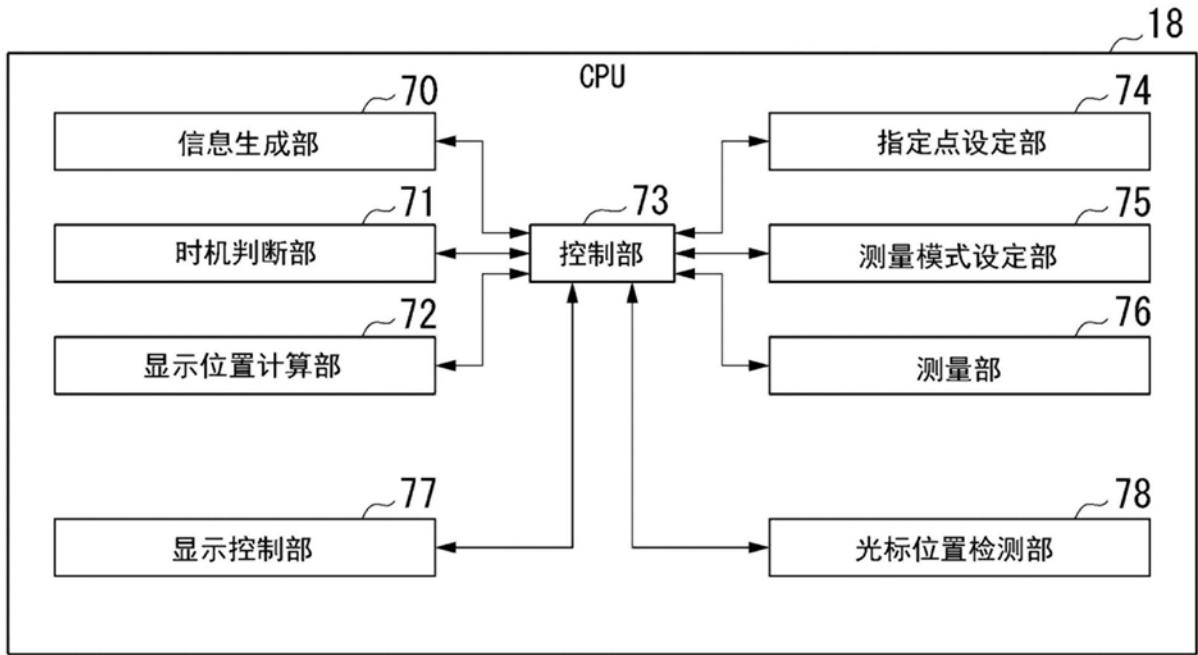 18
CPU
70
信息生成部
74
指定点设定部
71
时机判断部
73
控制部
75
测量模式设定部
72
显示位置计算部
76
测量部
77
显示控制部
78
光标位置检测部